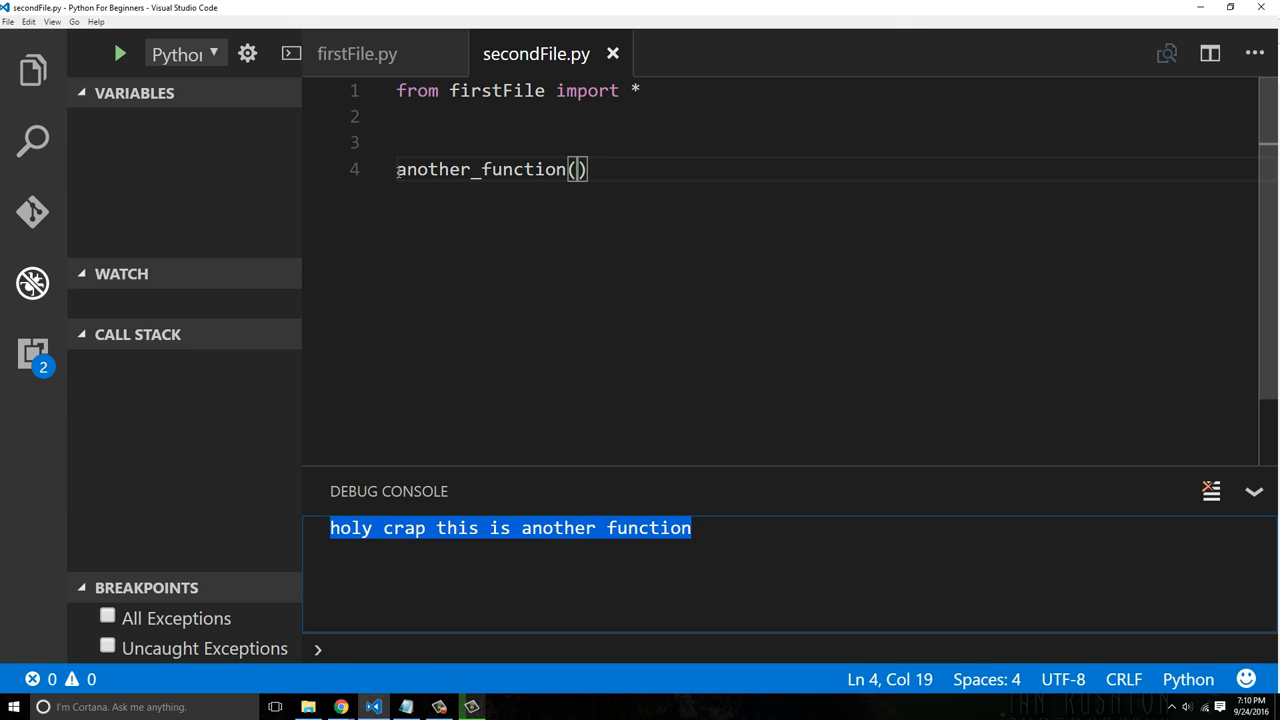 secondFile.py - Python For Beginners - Visual Studio Code
File Edit View Go Help
Pythor
firstFile.py
secondFile.py
VARIABLES
1 from firstFile import *
2
3
4 another_function()
WATCH
CALL STACK
2
DEBUG CONSOLE
holy crap this is another function
BREAKPOINTS
All Exceptions
Uncaught Exceptions
0 0
Ln 4, Col 19
Spaces: 4
UTF-8
CRLF
Python
I'm Cortana. Ask me anything.
7:10 PM
9/24/2016